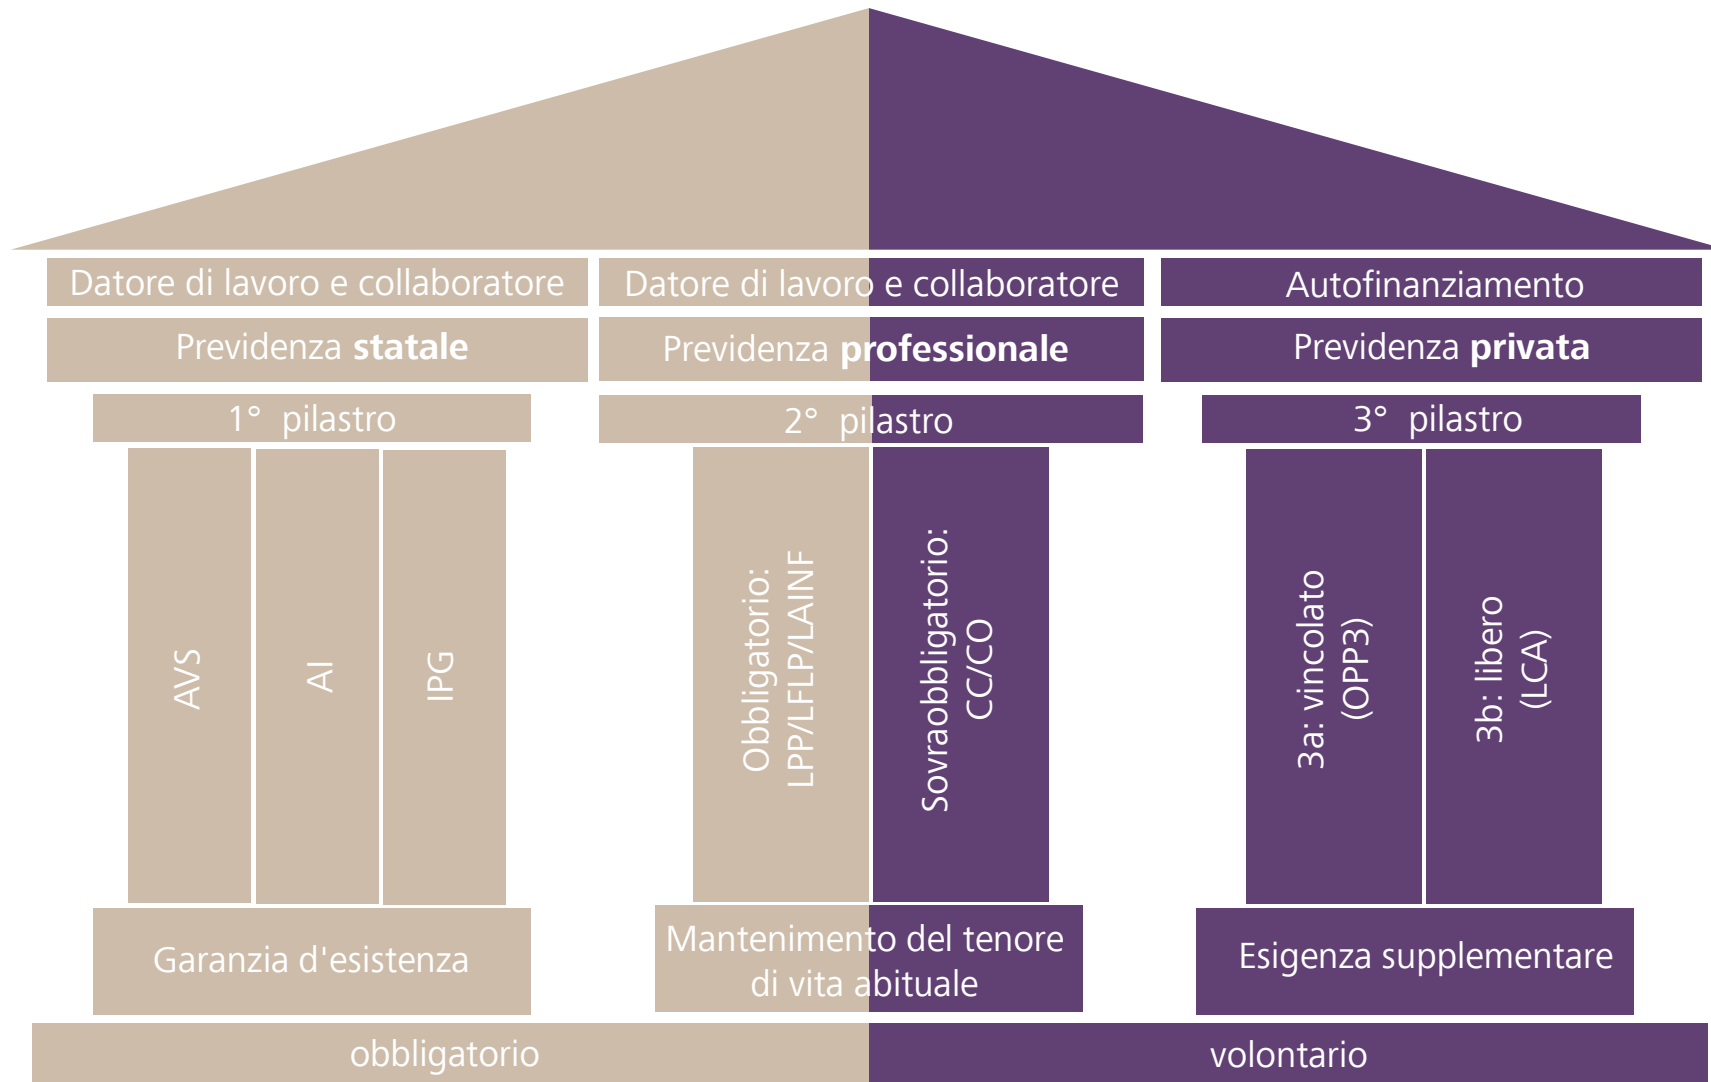 Datore di lavoro e collaboratore
Datore di lavoro e collaboratore
Autofinanziamento
Previdenza statale
Previdenza professionale
Previdenza privata
1° pilastro
2° pilastro
3° pilastro
AVS
AI
IPG
Obbligatorio:
LPP/LFLP/LAINF
Sovraobbligatorio:
CC/CO
3a: vincolato
(OPP3)
3b: libero
(LCA)
Garanzia d'esistenza
Mantenimento del tenore
di vita abituale
Esigenza supplementare
obbligatorio
volontario